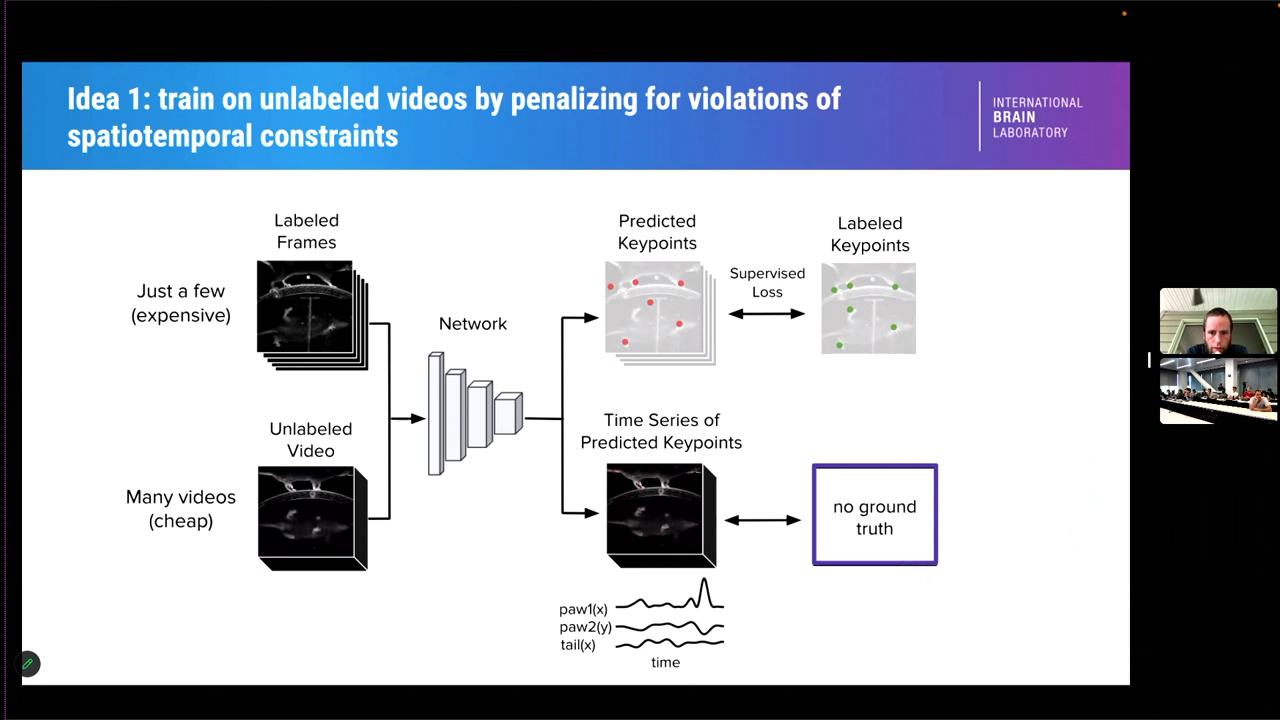 Idea 1: train on unlabeled videos by penalizing for violations of
spatiotemporal constraints
INTERNATIONAL
BRAIN
LABORATORY
Labeled
Frames
Just a few
(expensive)
Network
Predicted
Keypoints
Supervised
Loss
Labeled
Keypoints
Unlabeled
Video
Many videos
(cheap)
Time Series of
Predicted Keypoints
no ground
truth
paw1(x)
paw2(y)
tail(x)
time